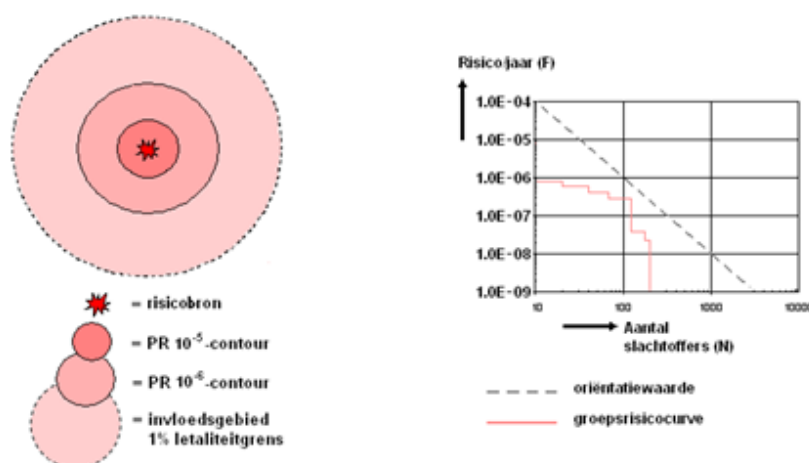 = risicobron
= PR 10⁻⁵-contour
= PR 10⁻⁶-contour
= invloedsgebied
1% letaliteitgrens
Risico/jaar (F)
1.0E-04
1.0E-05
1.0E-06
1.0E-07
1.0E-08
1.0E-09
10
100
1000
10000
Aantal
slachtoffers (N)
oriëntatiewaarde
groepsrisicocurve